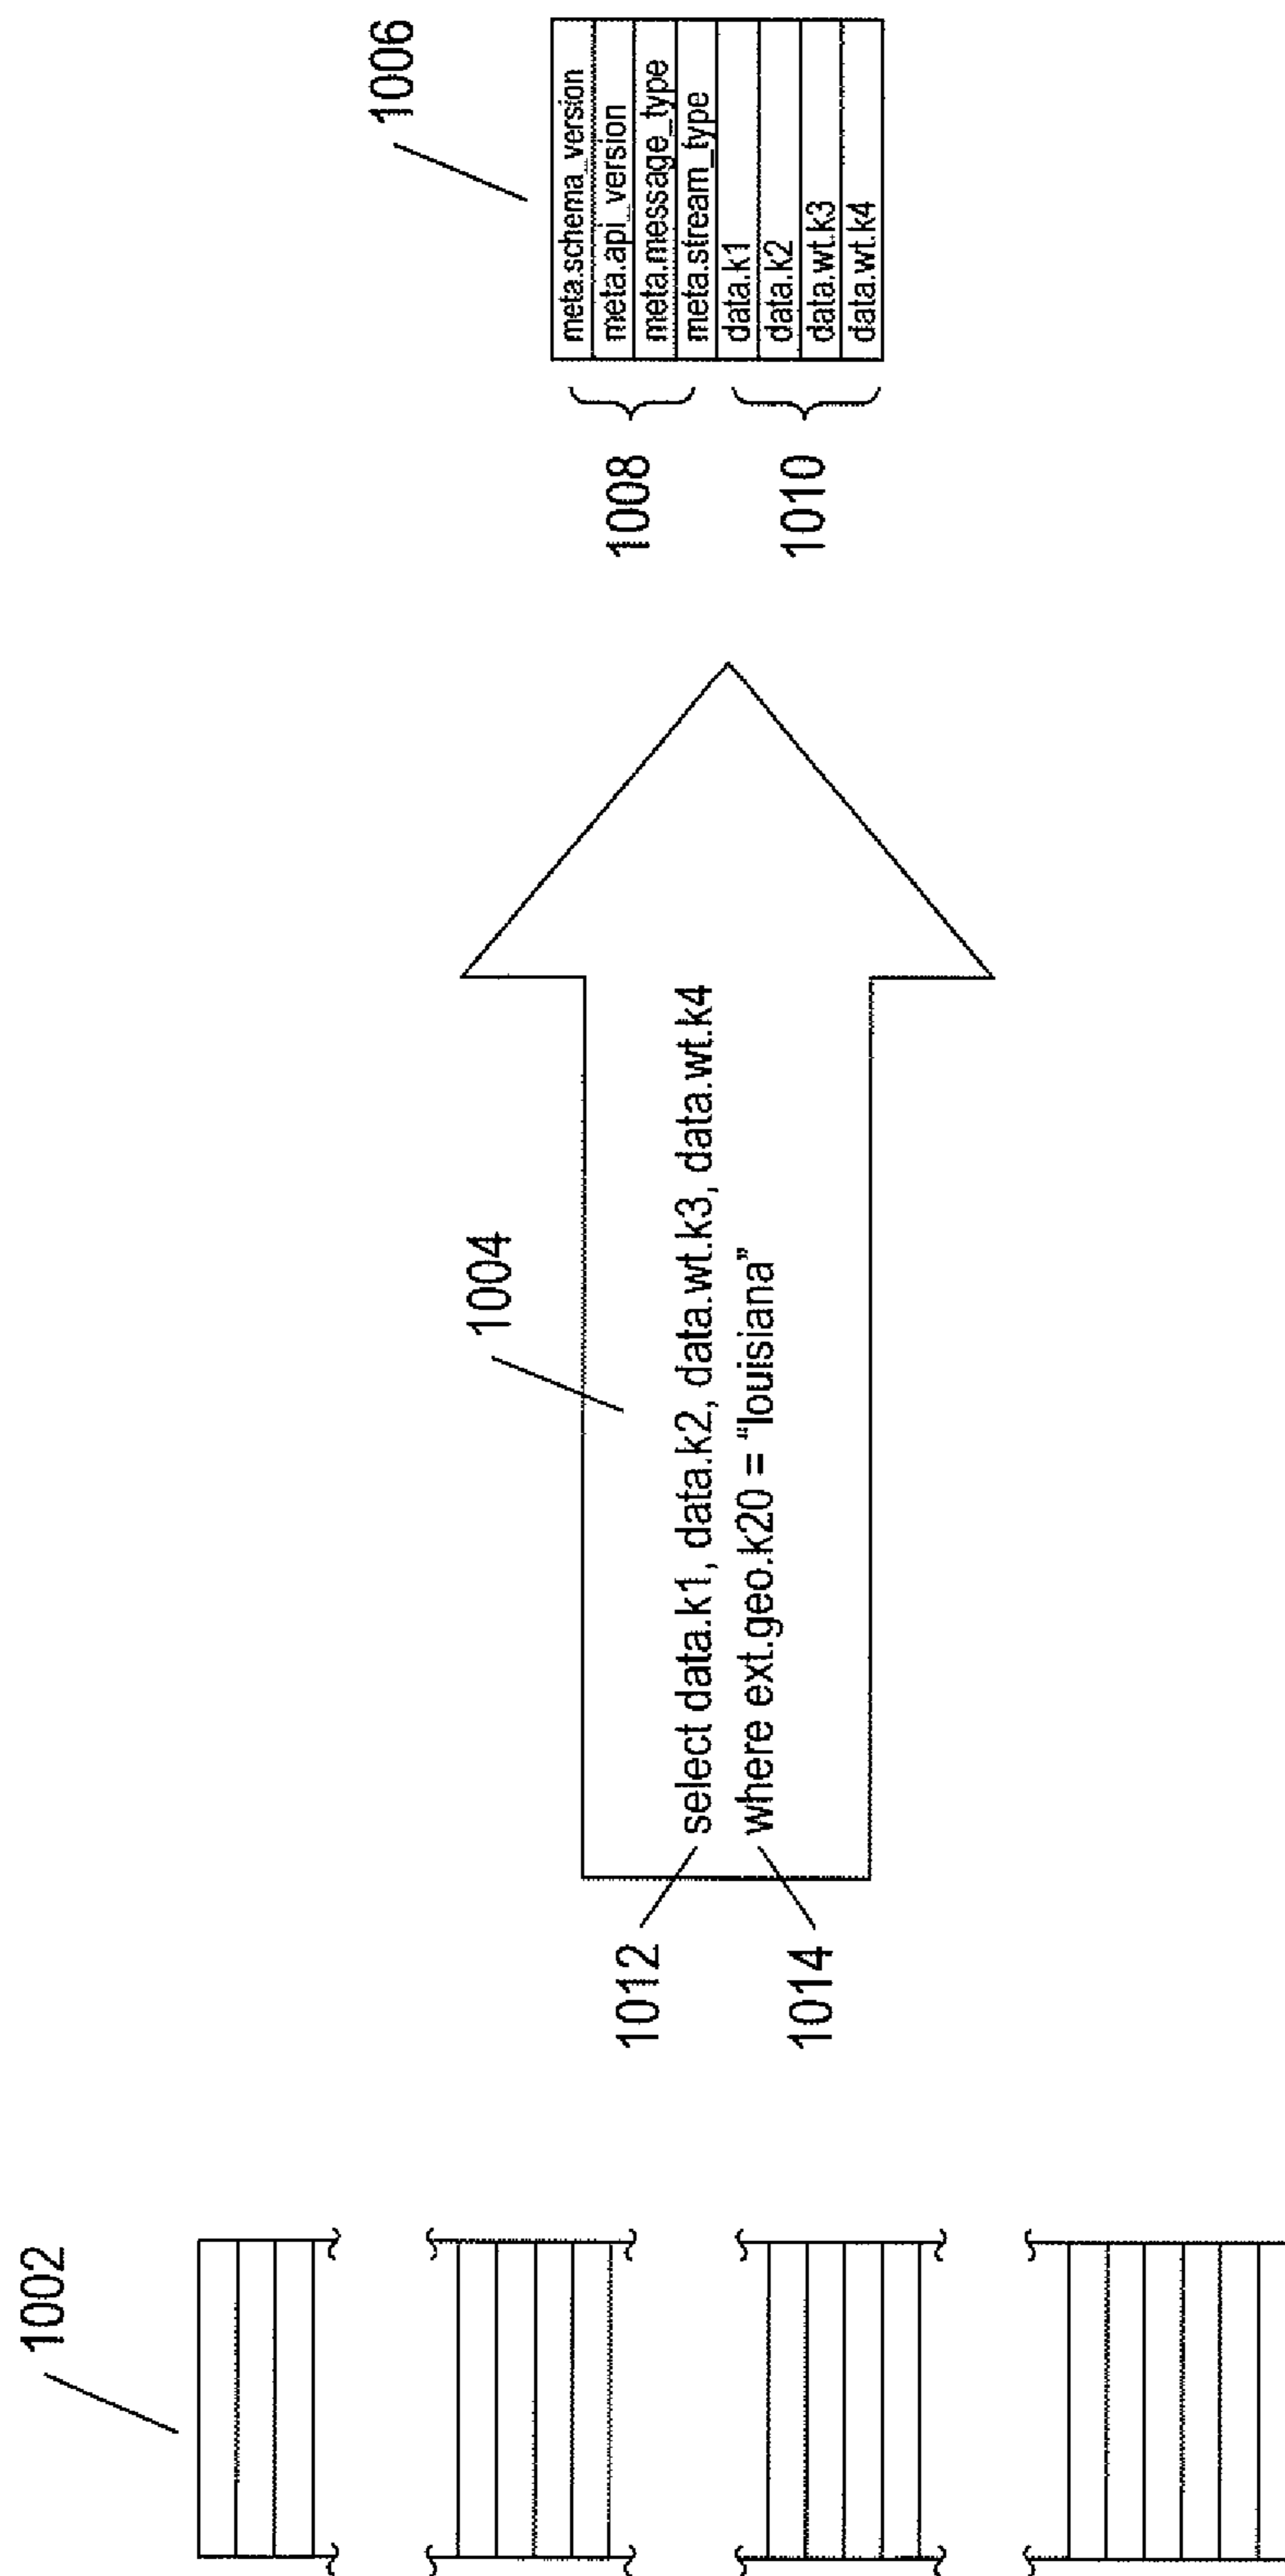 1002
1004
1012
select data.k1, data.k2, data.wt.k3, data.wt.k4
1014
where ext.geo.k20 = “louisiana”
1006
1008
meta.schema_version
meta.api_version
meta.message_type
meta.stream_type
1010
data.k1
data.k2
data.wt.k3
data.wt.k4